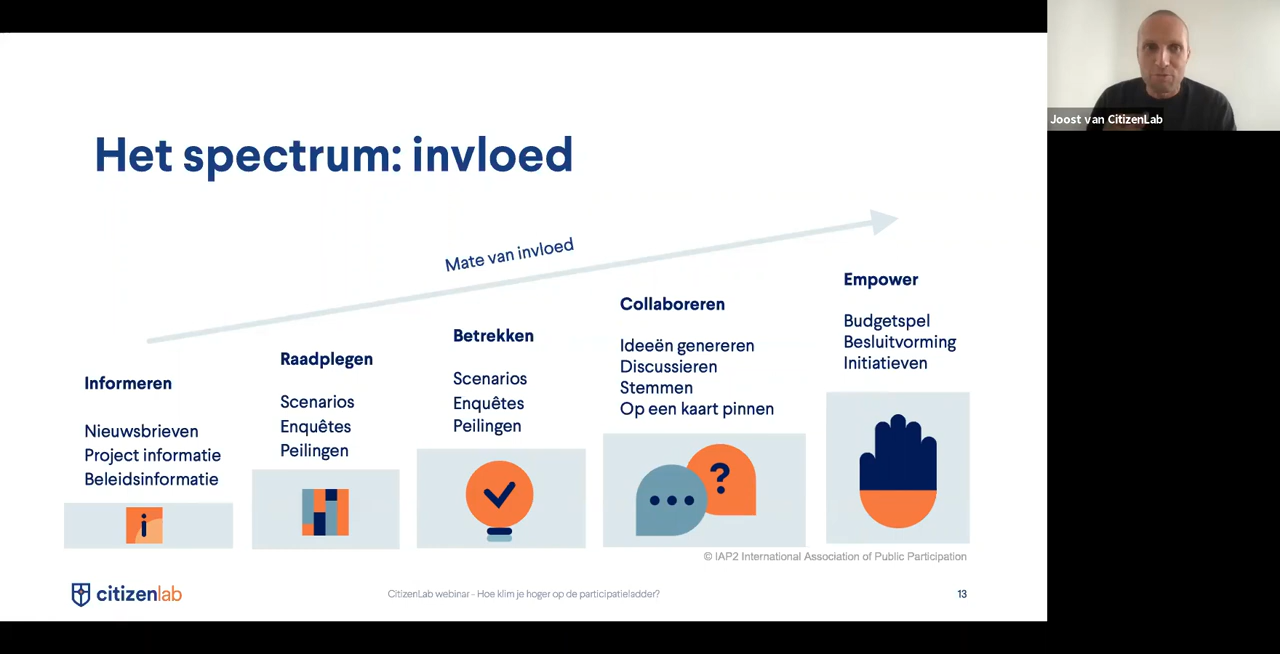 Joost van CitizenLab
Het spectrum: invloed
Mate van invloed
Informeren
Nieuwsbrieven
Project informatie
Beleidsinformatie
i
Raadplegen
Scenarios
Enquêtes
Peilingen
Betrekken
Scenarios
Enquêtes
Peilingen
Collaboreren
Ideeën genereren
Discussieren
Stemmen
Op een kaart pinnen
?
Empower
Budgetspel
Besluitvorming
Initiatieven
© IAP2 International Association of Public Participation
citizenlab
CitizenLab webinar - Hoe klim je hoger op de participatieladder?
13